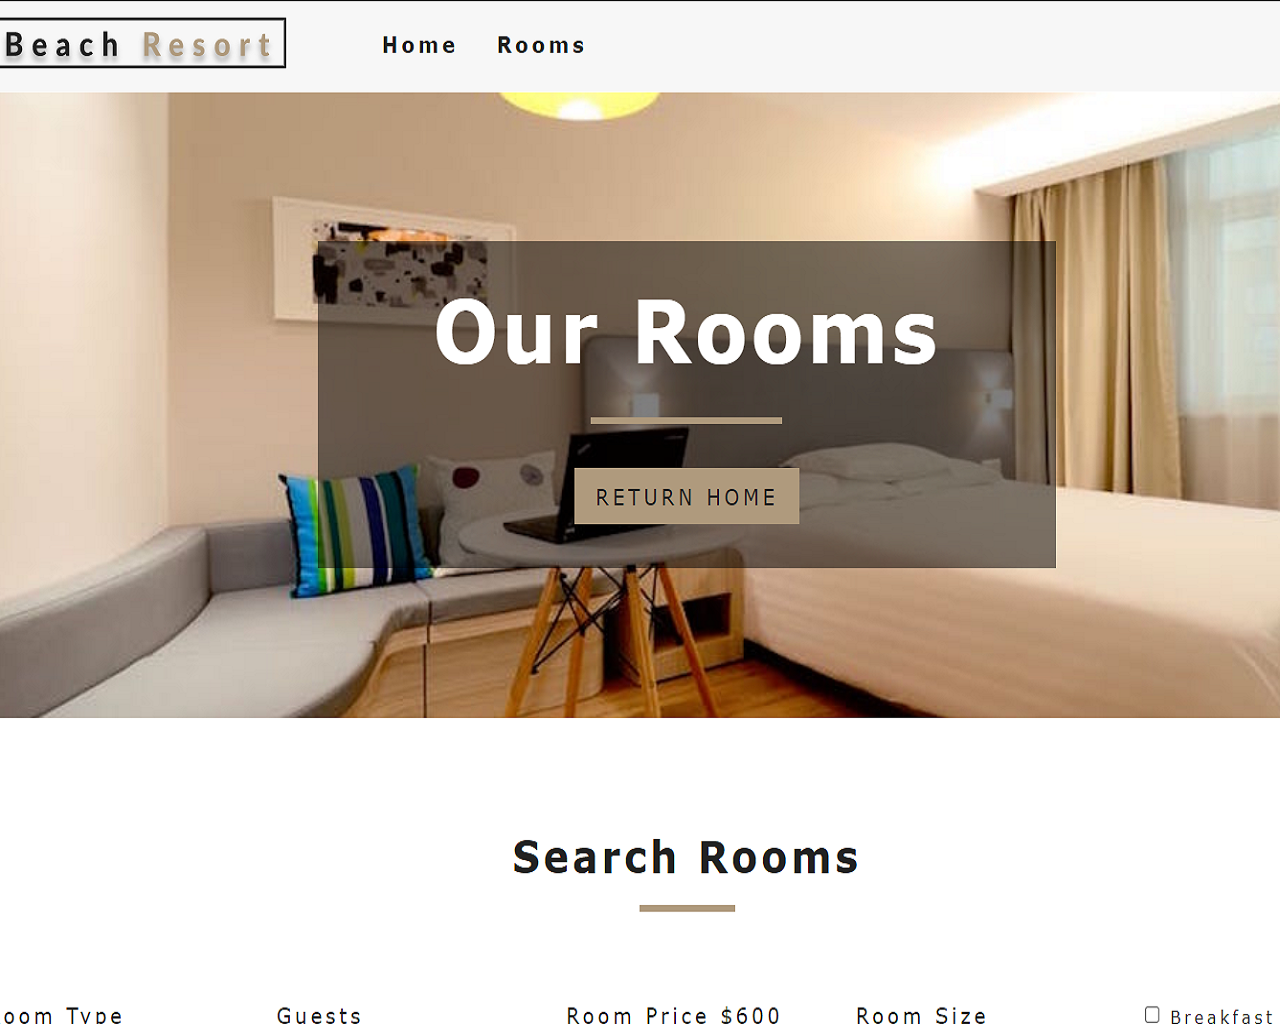 Beach Resort
Home Rooms
Our Rooms
RETURN HOME
Search Rooms
oom Type Guests Room Price $600 Room Size Breakfast